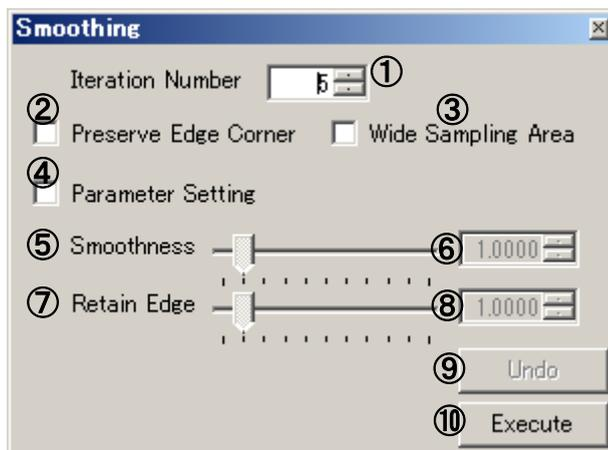 Smoothing
Iteration Number 5 ①
② ③
Preserve Edge Corner Wide Sampling Area
④
Parameter Setting
⑤ Smoothness ⑥ 1.0000
⑦ Retain Edge ⑧ 1.0000
⑨ Undo
⑩ Execute